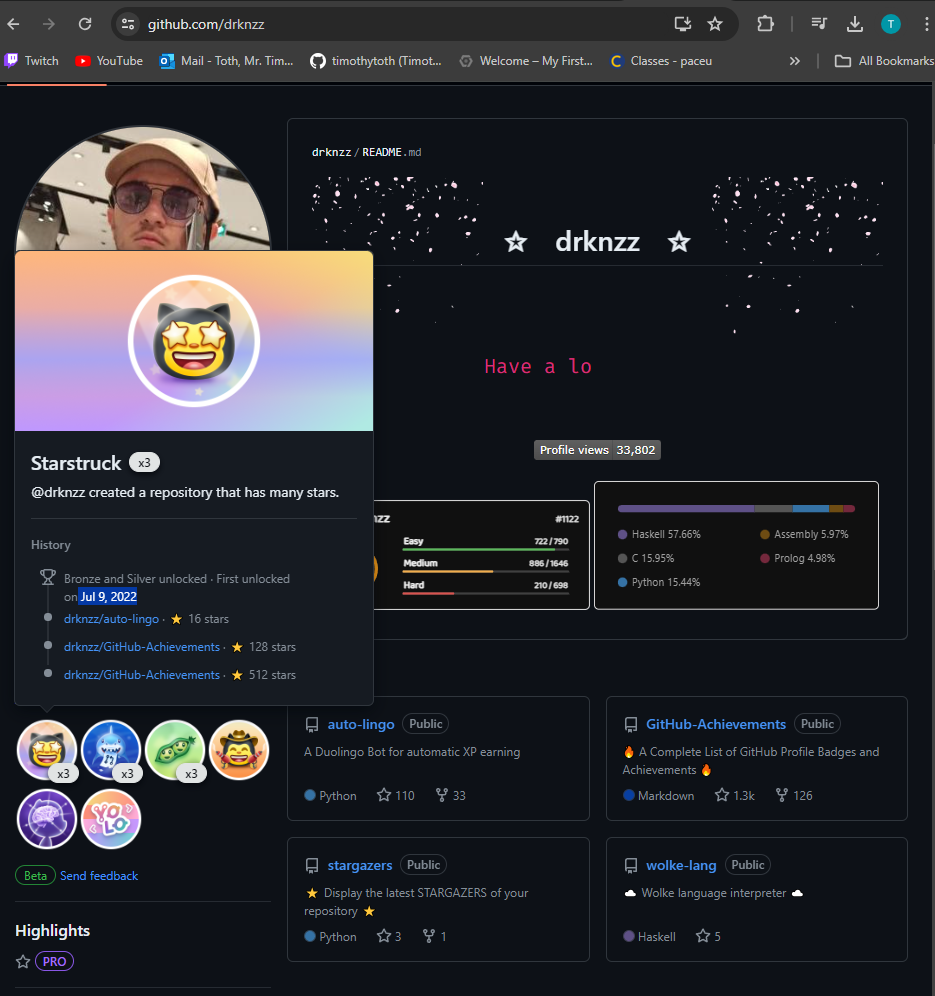 github.com/drknzz
T
Twitch
YouTube
Mail - Toth, Mr. Tim...
timothytoth (Timot...
Welcome – My First...
Classes - paceu
»
All Bookmarks
drknzz/README.md
☆ drknzz ☆
Have a lo
Profile views 33,802
Starstruck x3
@drknzz created a repository that has many stars.
History
Bronze and Silver unlocked · First unlocked
on Jul 9, 2022
drknzz/auto-lingo · ⭐ 16 stars
drknzz/GitHub-Achievements · ⭐ 128 stars
drknzz/GitHub-Achievements · ⭐ 512 stars
nzz #1122
Easy 722 / 790
Medium 886 / 1646
Hard 210 / 698
Haskell 57.66%
Assembly 5.97%
C 15.95%
Prolog 4.98%
Python 15.44%
x3
x3
x3
YOLO
Beta Send feedback
Highlights
PRO
auto-lingo Public
A Duolingo Bot for automatic XP earning
Python 110 33
GitHub-Achievements Public
🔥 A Complete List of GitHub Profile Badges and
Achievements 🔥
Markdown 1.3k 126
stargazers Public
⭐ Display the latest STARGAZERS of your
repository ⭐
Python 3 1
wolke-lang Public
☁️ Wolke language interpreter ☁️
Haskell 5